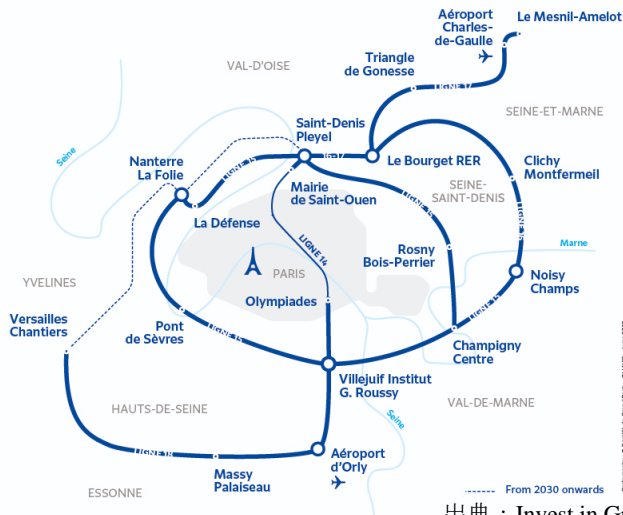 Aéroport
Charles-
de-Gaulle
Le Mesnil-Amelot
Triangle
de Gonesse
VAL-D'OISE
LIGNE 17
SEINE-ET-MARNE
Saint-Denis
Pleyel
Seine
Nanterre
La Folie
LIGNE 15
16-17
Le Bourget RER
Clichy
Montfermeil
Mairie
de Saint-Ouen
SEINE-
SAINT-DENIS
LIGNE 15
LIGNE 16
La Défense
LIGNE 14
Rosny
Bois-Perrier
Marne
PARIS
YVELINES
Noisy
Champs
Olympiades
Versailles
Chantiers
Pont
de Sèvres
LIGNE 15
LIGNE 15
Champigny
Centre
Villejuif Institut
G. Roussy
HAUTS-DE-SEINE
VAL-DE-MARNE
Seine
LIGNE 18
Aéroport
d'Orly
Massy
Palaiseau
ESSONNE
From 2030 onwards
出典 : Invest in